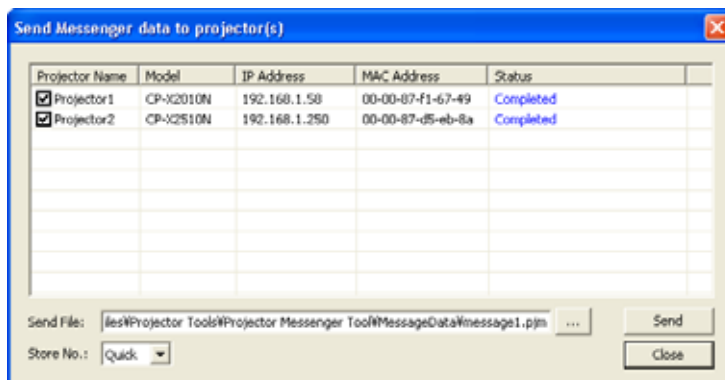 Send Messenger data to projector(s)
Projector Name Model IP Address MAC Address Status
Projector1 CP-X2010N 192.168.1.58 00-00-87-f1-67-49 Completed
Projector2 CP-X2510N 192.168.1.250 00-00-87-d5-eb-8a Completed
Send File: iles¥Projector Tools¥Projector Messenger Tool¥MessageData¥message1.pjm ... Send
Store No.: Quick Close